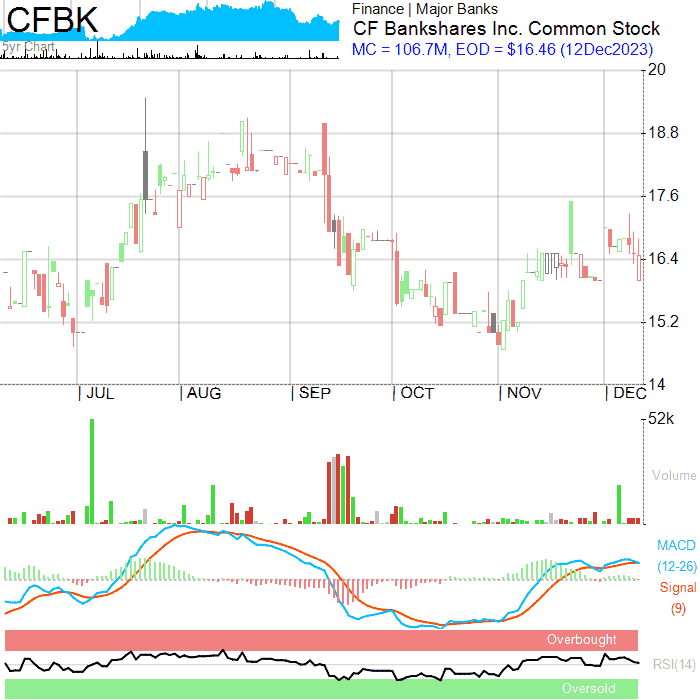 CFBK
5yr Chart
Finance | Major Banks
CF Bankshares Inc. Common Stock
MC = 106.7M, EOD = $16.46 (12Dec2023)
20
18.8
17.6
16.4
15.2
14
| JUL | AUG | SEP | OCT | NOV | DEC
52k
Volume
MACD
(12-26)
Signal
(9)
Overbought
RSI(14)
Oversold